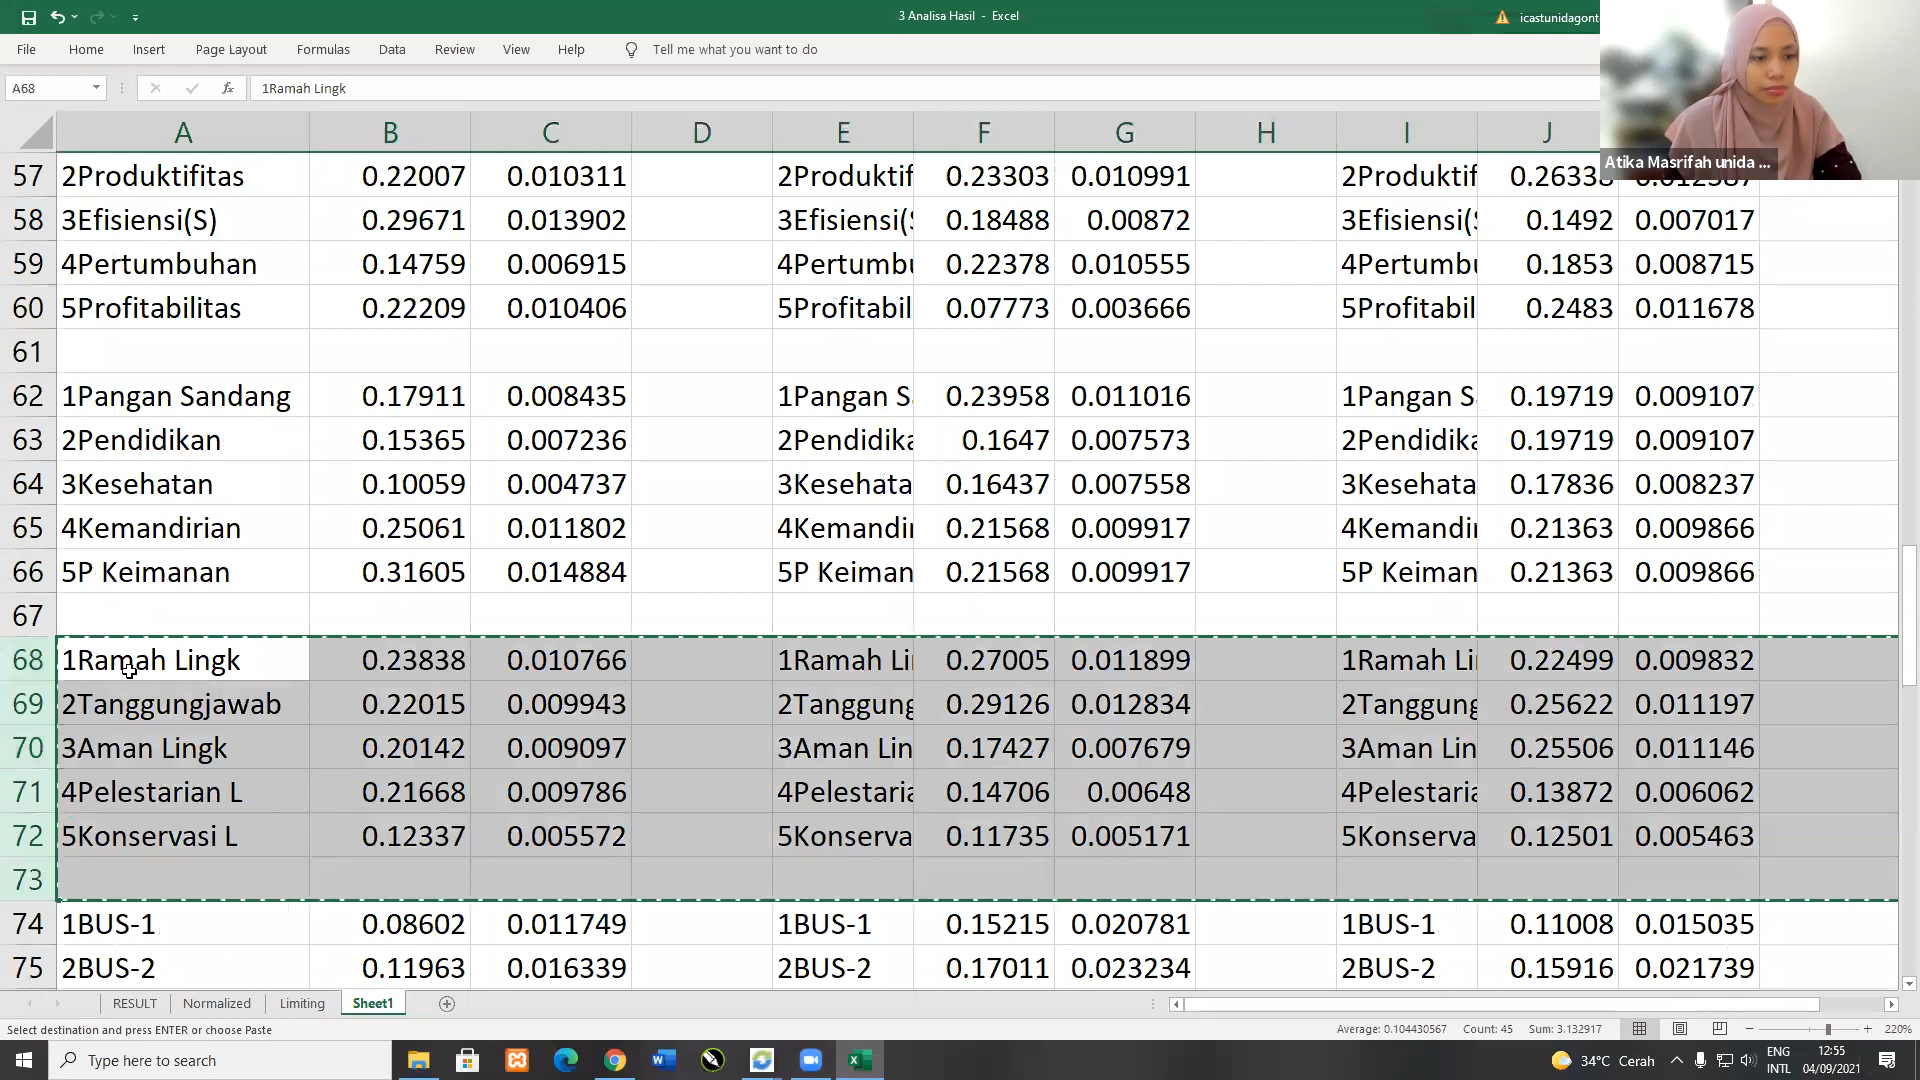 3 Analisa Hasil - Excel
icastunidagont
File Home Insert Page Layout Formulas Data Review View Help Tell me what you want to do
A68 fx 1Ramah Lingk
Atika Masrifah unida ...
A B C D E F G H I J
57 2Produktifitas 0.22007 0.010311 2Produktif 0.23303 0.010991 2Produktif
58 3Efisiensi(S) 0.29671 0.013902 3Efisiensi(S 0.18488 0.00872 3Efisiensi(S 0.1492 0.007017
59 4Pertumbuhan 0.14759 0.006915 4Pertumbu 0.22378 0.010555 4Pertumbu 0.1853 0.008715
60 5Profitabilitas 0.22209 0.010406 5Profitabil 0.07773 0.003666 5Profitabil 0.2483 0.011678
61
62 1Pangan Sandang 0.17911 0.008435 1Pangan Sa 0.23958 0.011016 1Pangan Sa 0.19719 0.009107
63 2Pendidikan 0.15365 0.007236 2Pendidika 0.1647 0.007573 2Pendidika 0.19719 0.009107
64 3Kesehatan 0.10059 0.004737 3Kesehata 0.16437 0.007558 3Kesehata 0.17836 0.008237
65 4Kemandirian 0.25061 0.011802 4Kemandir 0.21568 0.009917 4Kemandir 0.21363 0.009866
66 5P Keimanan 0.31605 0.014884 5P Keiman 0.21568 0.009917 5P Keiman 0.21363 0.009866
67
68 1Ramah Lingk 0.23838 0.010766 1Ramah Li 0.27005 0.011899 1Ramah Li 0.22499 0.009832
69 2Tanggungjawab 0.22015 0.009943 2Tanggung 0.29126 0.012834 2Tanggung 0.25622 0.011197
70 3Aman Lingk 0.20142 0.009097 3Aman Lin 0.17427 0.007679 3Aman Lin 0.25506 0.011146
71 4Pelestarian L 0.21668 0.009786 4Pelestaria 0.14706 0.00648 4Pelestaria 0.13872 0.006062
72 5Konservasi L 0.12337 0.005572 5Konserva 0.11735 0.005171 5Konserva 0.12501 0.005463
73
74 1BUS-1 0.08602 0.011749 1BUS-1 0.15215 0.020781 1BUS-1 0.11008 0.015035
75 2BUS-2 0.11963 0.016339 2BUS-2 0.17011 0.023234 2BUS-2 0.15916 0.021739
RESULT Normalized Limiting Sheet1
Select destination and press ENTER or choose Paste Average: 0.104430567 Count: 45 Sum: 3.132917 220%
Type here to search 34°C Cerah ENG 12:55
INTL 04/09/2021